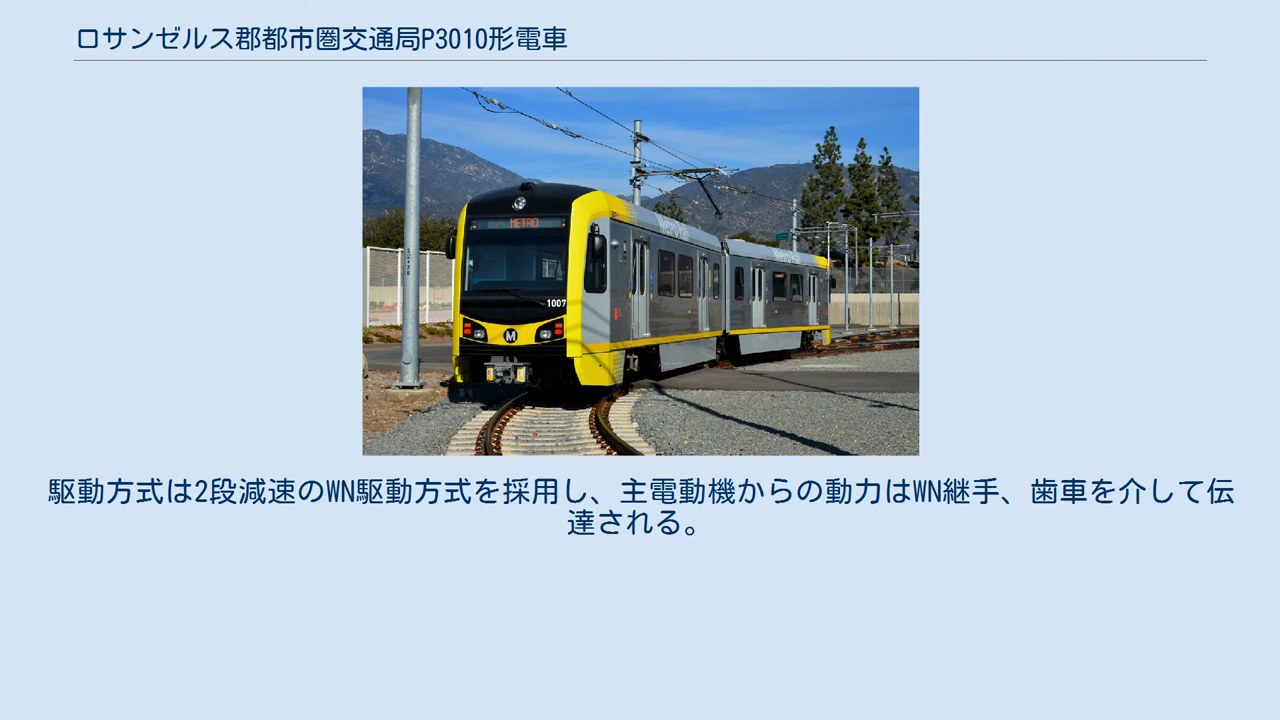 ロサンゼルス郡都市圏交通局P3010形電車
METRO
1007
M
駆動方式は2段減速のWN駆動方式を採用し、主電動機からの動力はWN継手、歯車を介して伝
達される。